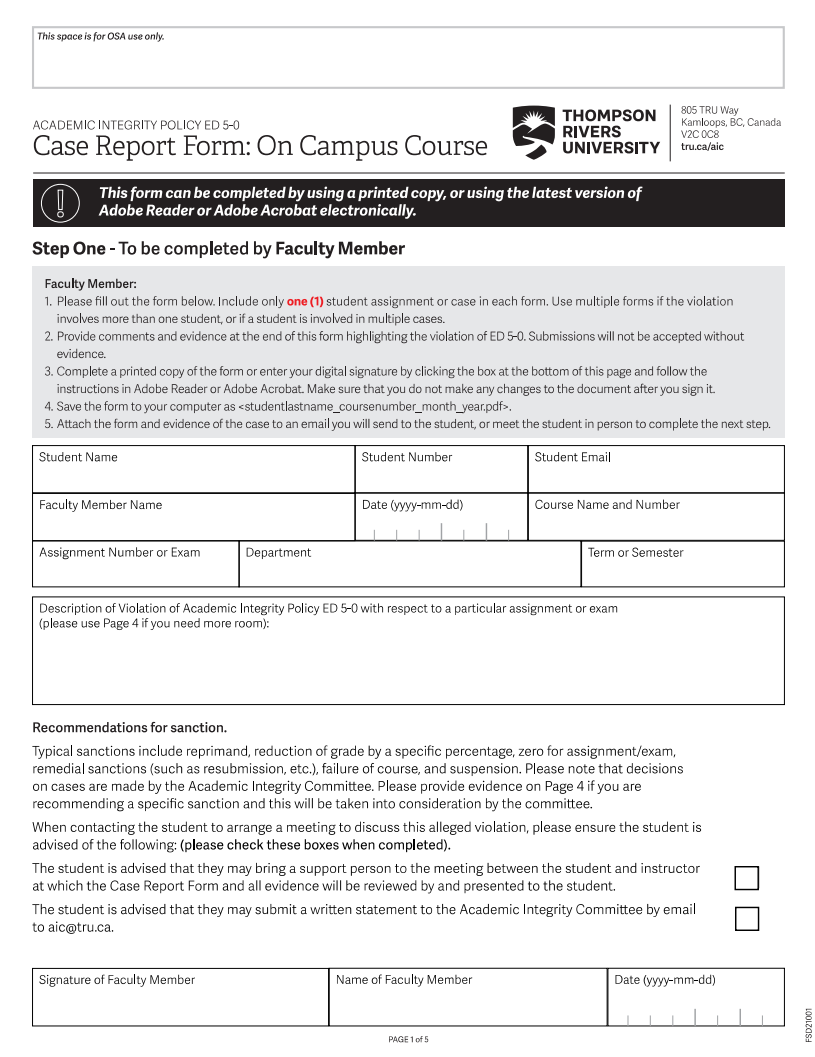 This space is for OSA use only.
ACADEMIC INTEGRITY POLICY ED 5-0
Case Report Form: On Campus Course
THOMPSON
RIVERS
UNIVERSITY
805 TRU Way
Kamloops, BC, Canada
V2C 0C8
tru.ca/aic
This form can be completed by using a printed copy, or using the latest version of
Adobe Reader or Adobe Acrobat electronically.
Step One - To be completed by Faculty Member
Faculty Member:
1. Please fill out the form below. Include only one (1) student assignment or case in each form. Use multiple forms if the violation
involves more than one student, or if a student is involved in multiple cases.
2. Provide comments and evidence at the end of this form highlighting the violation of ED 5-0. Submissions will not be accepted without
evidence.
3. Complete a printed copy of the form or enter your digital signature by clicking the box at the bottom of this page and follow the
instructions in Adobe Reader or Adobe Acrobat. Make sure that you do not make any changes to the document after you sign it.
4. Save the form to your computer as <studentlastname_coursenumber_month_year.pdf>.
5. Attach the form and evidence of the case to an email you will send to the student, or meet the student in person to complete the next step.
Student Name
Student Number
Student Email
Faculty Member Name
Date (yyyy-mm-dd)
Course Name and Number
Assignment Number or Exam
Department
Term or Semester
Description of Violation of Academic Integrity Policy ED 5-0 with respect to a particular assignment or exam
(please use Page 4 if you need more room):
Recommendations for sanction.
Typical sanctions include reprimand, reduction of grade by a specific percentage, zero for assignment/exam,
remedial sanctions (such as resubmission, etc.), failure of course, and suspension. Please note that decisions
on cases are made by the Academic Integrity Committee. Please provide evidence on Page 4 if you are
recommending a specific sanction and this will be taken into consideration by the committee.
When contacting the student to arrange a meeting to discuss this alleged violation, please ensure the student is
advised of the following: (please check these boxes when completed).
The student is advised that they may bring a support person to the meeting between the student and instructor
at which the Case Report Form and all evidence will be reviewed by and presented to the student.
The student is advised that they may submit a written statement to the Academic Integrity Committee by email
to aic@tru.ca.
Signature of Faculty Member
Name of Faculty Member
Date (yyyy-mm-dd)
PAGE 1 of 5
FSD21001